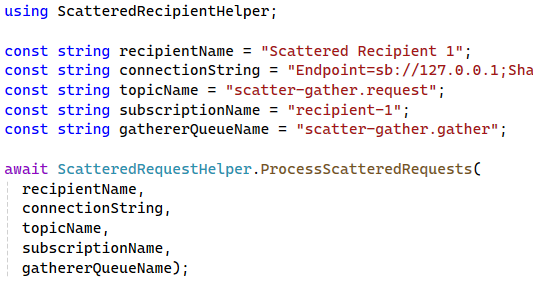 using ScatteredRecipientHelper;
const string recipientName = "Scattered Recipient 1";
const string connectionString = "Endpoint=sb://127.0.0.1;Sha
const string topicName = "scatter-gather.request";
const string subscriptionName = "recipient-1";
const string gathererQueueName = "scatter-gather.gather";
await ScatteredRequestHelper.ProcessScatteredRequests(
recipientName,
connectionString,
topicName,
subscriptionName,
gathererQueueName);